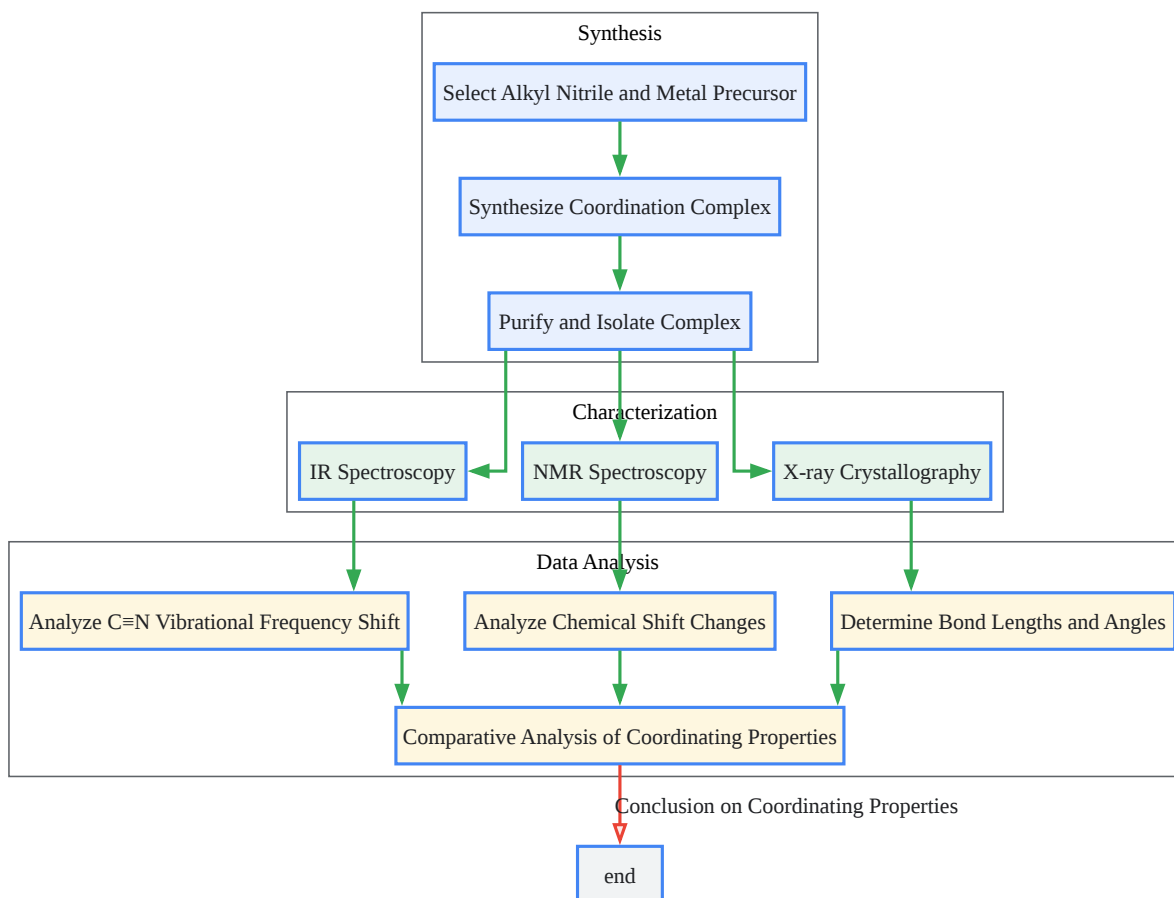 Synthesis
Select Alkyl Nitrile and Metal Precursor
Synthesize Coordination Complex
Purify and Isolate Complex
Characterization
IR Spectroscopy
NMR Spectroscopy
X-ray Crystallography
Data Analysis
Analyze C≡N Vibrational Frequency Shift
Analyze Chemical Shift Changes
Determine Bond Lengths and Angles
Comparative Analysis of Coordinating Properties
Conclusion on Coordinating Properties
end